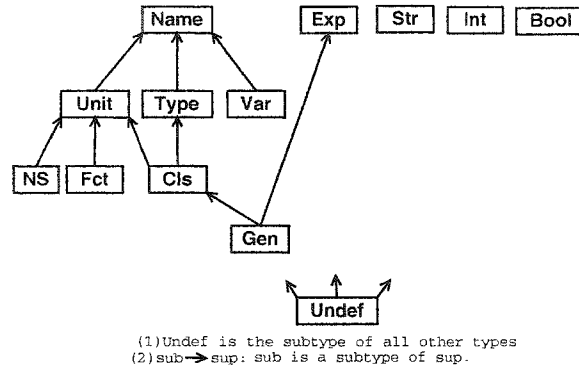 Name Exp Str Int Bool
Unit Type Var
NS Fct Cls
Gen
Undef
(1)Undef is the subtype of all other types
(2)sub→sup: sub is a subtype of sup.